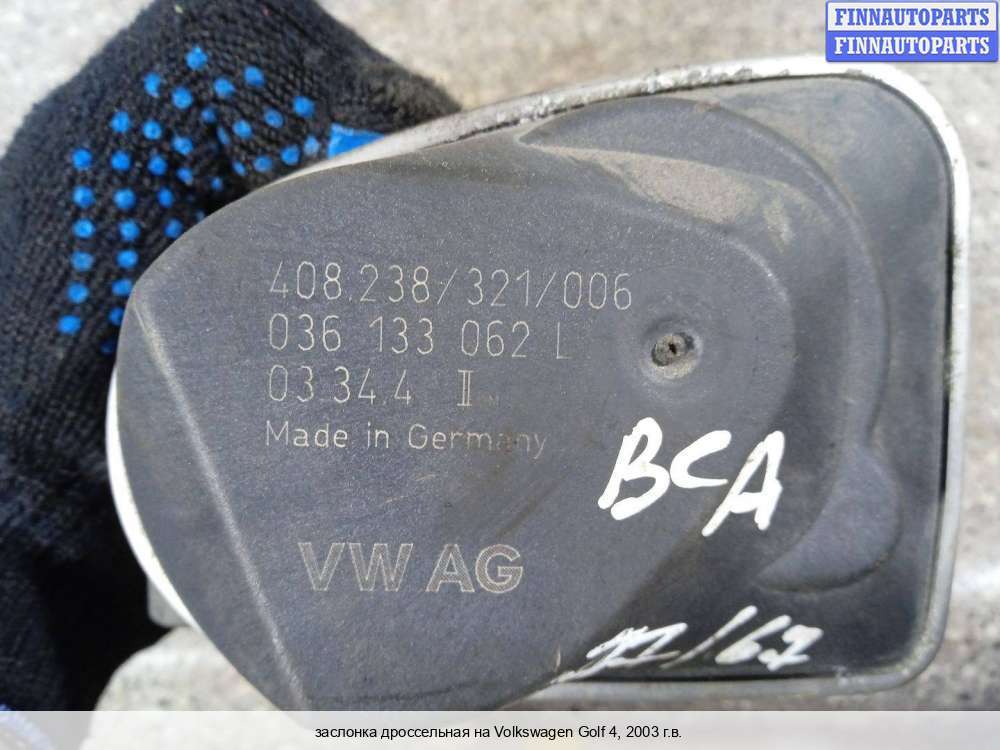 FINNAUTOPARTS
FINNAUTOPARTS
408.238/321/006
036 133 062 L
03.34.4 II
Made in Germany
BCA
VW AG
заслонка дроссельная на Volkswagen Golf 4, 2003 г.в.